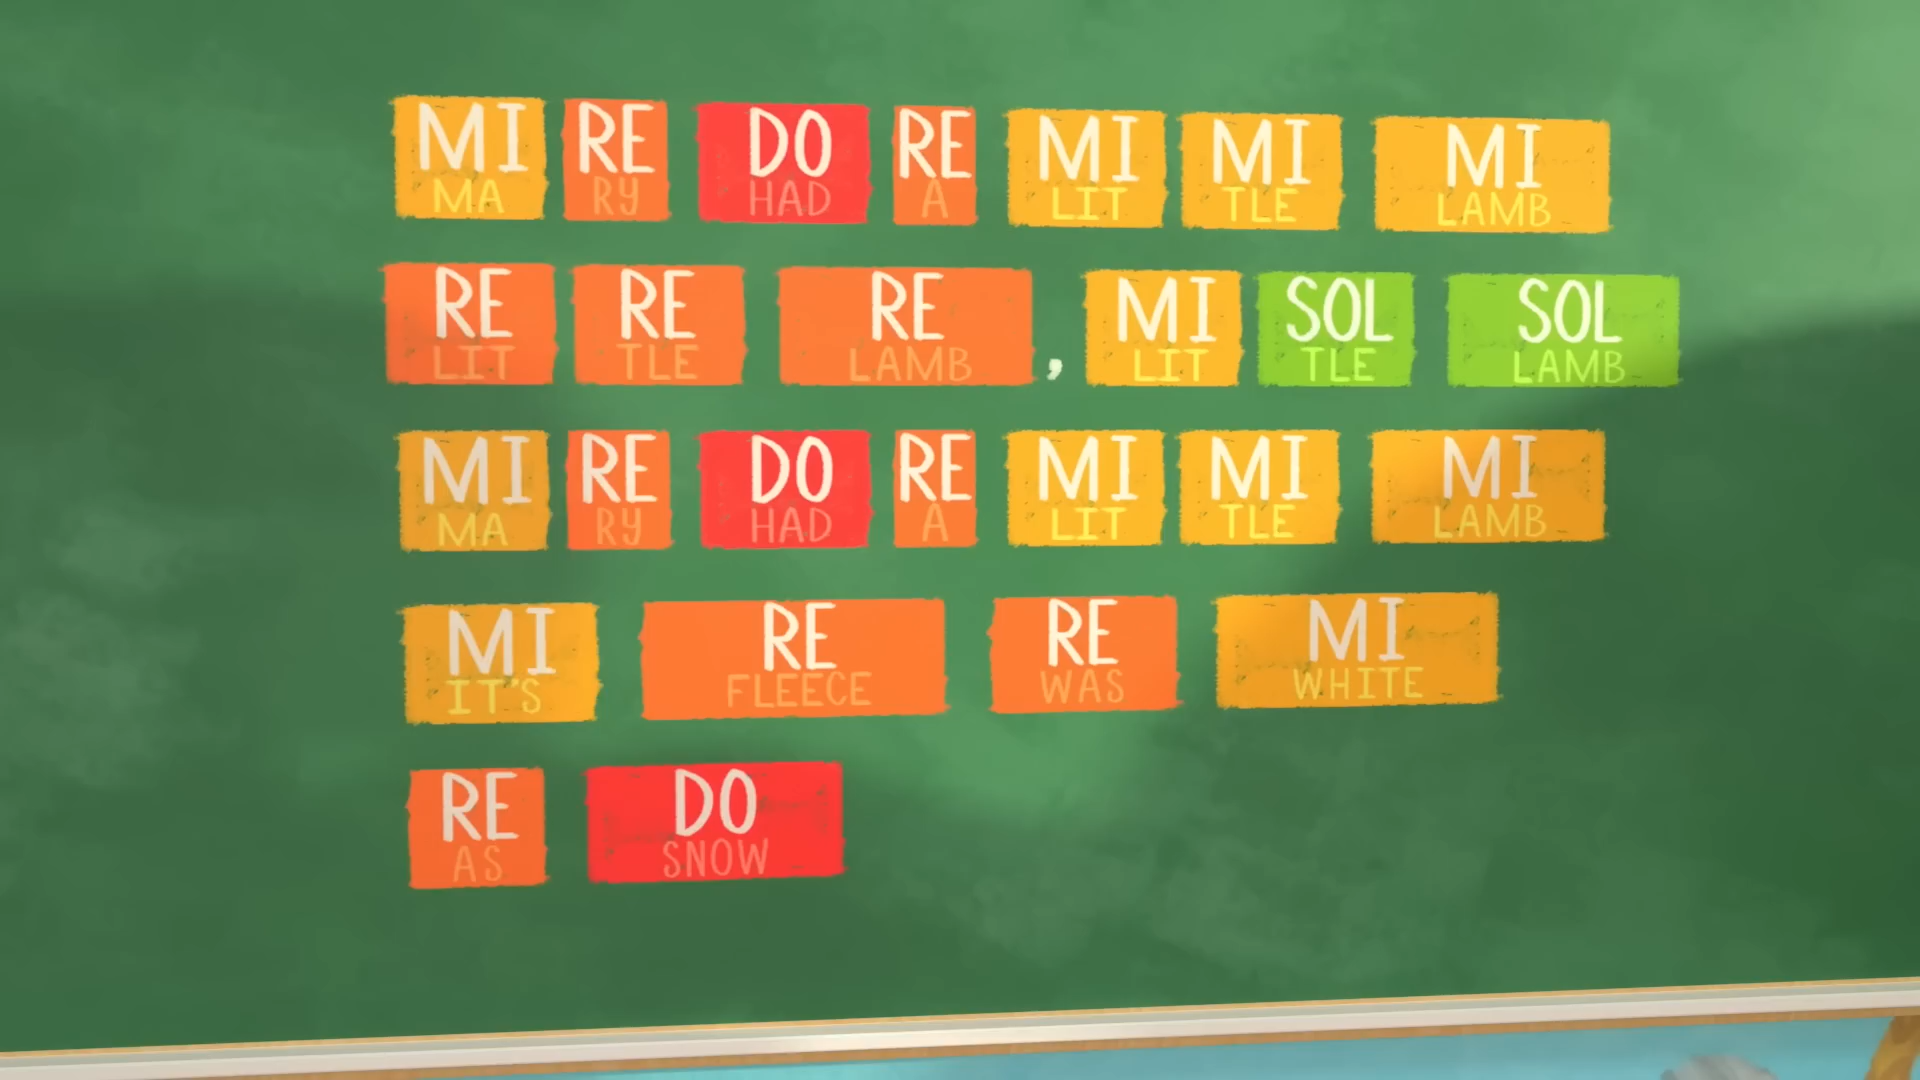 MI RE DO RE MI MI MI
MA RY HAD A LIT TLE LAMB
RE RE RE , MI SOL SOL
LIT TLE LAMB LIT TLE LAMB
MI RE DO RE MI MI MI
MA RY HAD A LIT TLE LAMB
MI RE RE MI
IT'S FLEECE WAS WHITE
RE DO
AS SNOW